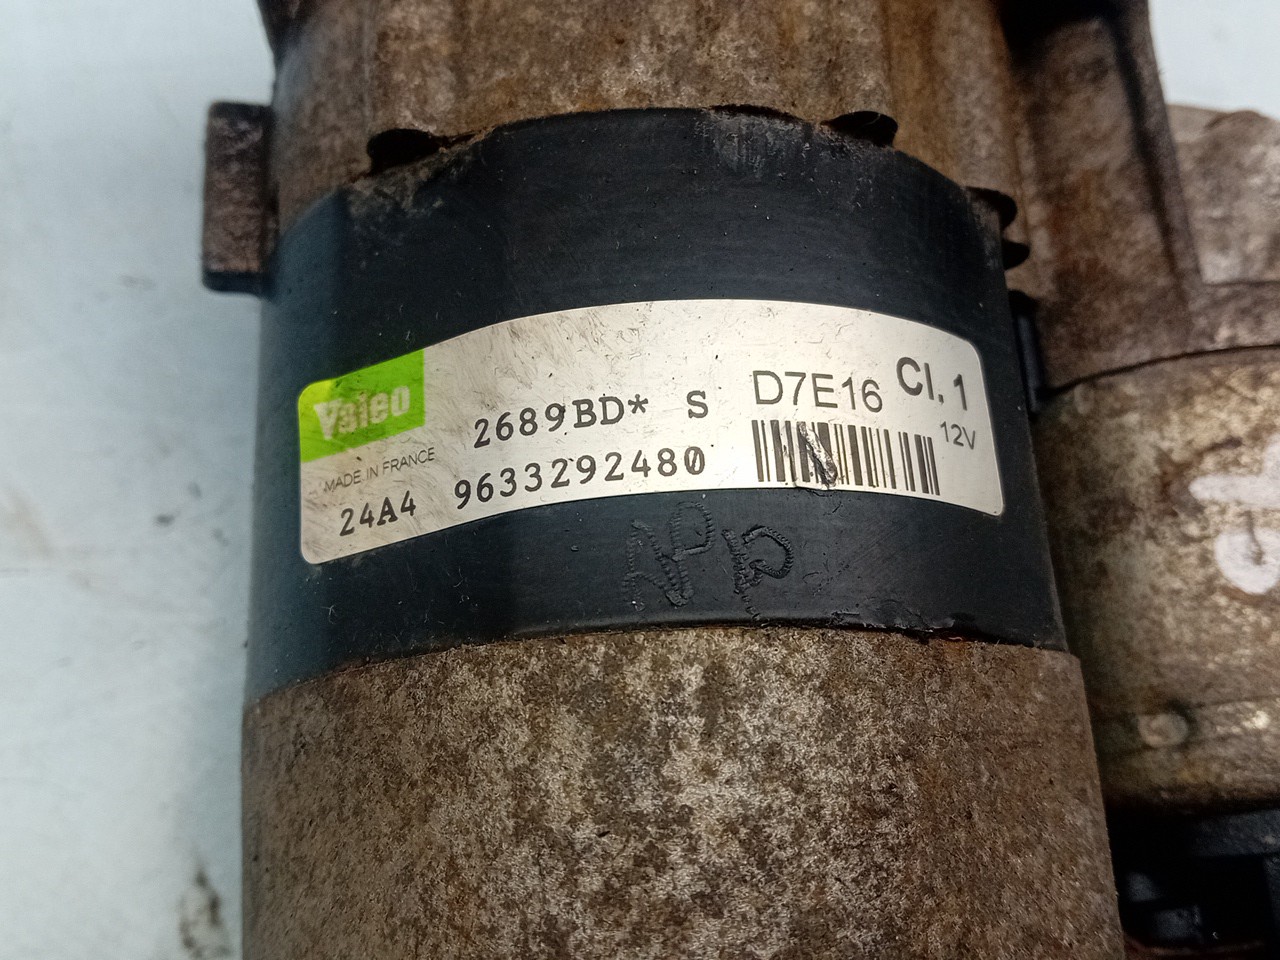 Valeo
MADE IN FRANCE
2689BD* S D7E16 Cl.1
24A4 9633292480 12V